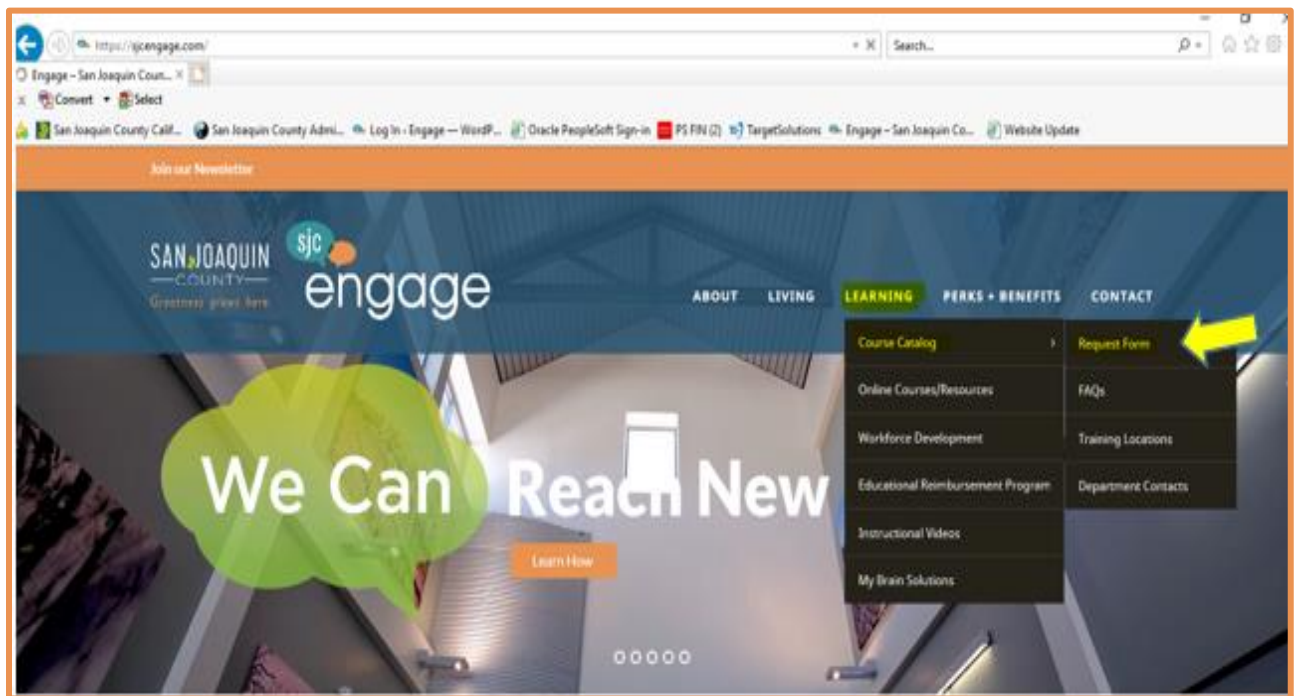 https://sjcengage.com/
Search...
Engage – San Joaquin Coun...
x Convert Select
San Joaquin County Calif... San Joaquin County Admi... Log In ‹ Engage — WordP... Oracle PeopleSoft Sign-in PS FIN (2) TargetSolutions Engage – San Joaquin Co... Website Update
Join our Newsletter
SAN JOAQUIN
COUNTY
Greatness grows here
sjc
engage
ABOUT LIVING LEARNING PERKS + BENEFITS CONTACT
Course Catalog › Request Form
Online Courses/Resources FAQs
Workforce Development Training Locations
Educational Reimbursement Program Department Contacts
Instructional Videos
My Brain Solutions
We Can Reach New
Learn How